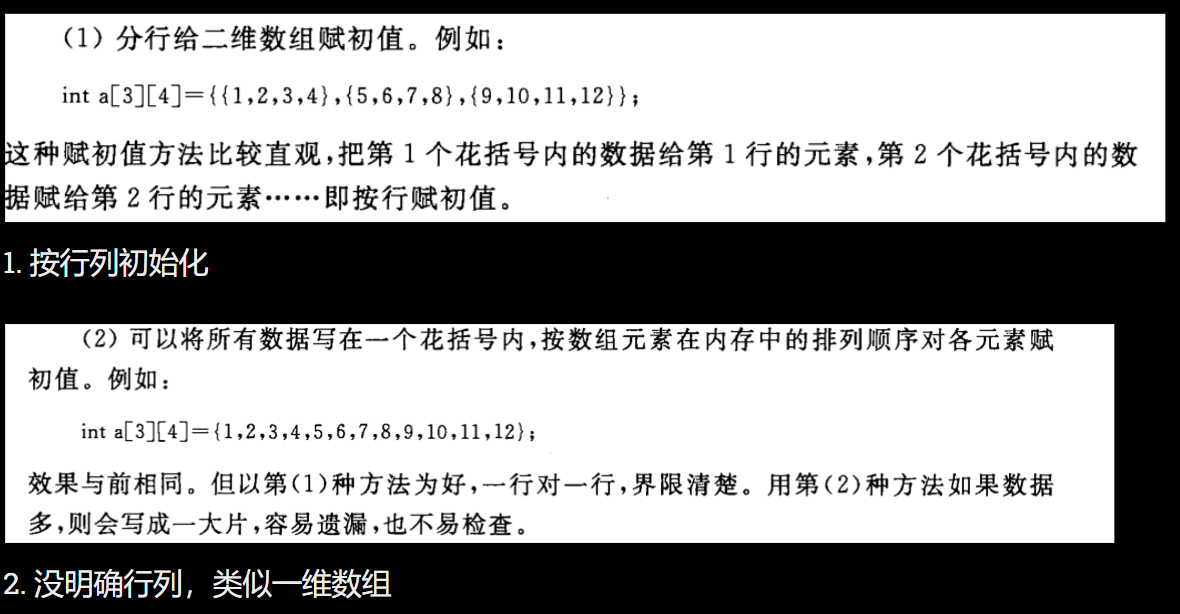 (1) 分行给二维数组赋初值。例如：
int a[3][4]={{1,2,3,4},{5,6,7,8},{9,10,11,12}};
这种赋初值方法比较直观,把第 1 个花括号内的数据给第 1 行的元素,第 2 个花括号内的数
据赋给第 2 行的元素……即按行赋初值。
1. 按行列初始化
(2) 可以将所有数据写在一个花括号内,按数组元素在内存中的排列顺序对各元素赋
初值。例如：
int a[3][4]={1,2,3,4,5,6,7,8,9,10,11,12};
效果与前相同。但以第(1)种方法为好,一行对一行,界限清楚。用第(2)种方法如果数据
多,则会写成一大片,容易遗漏,也不易检查。
2. 没明确行列，类似一维数组